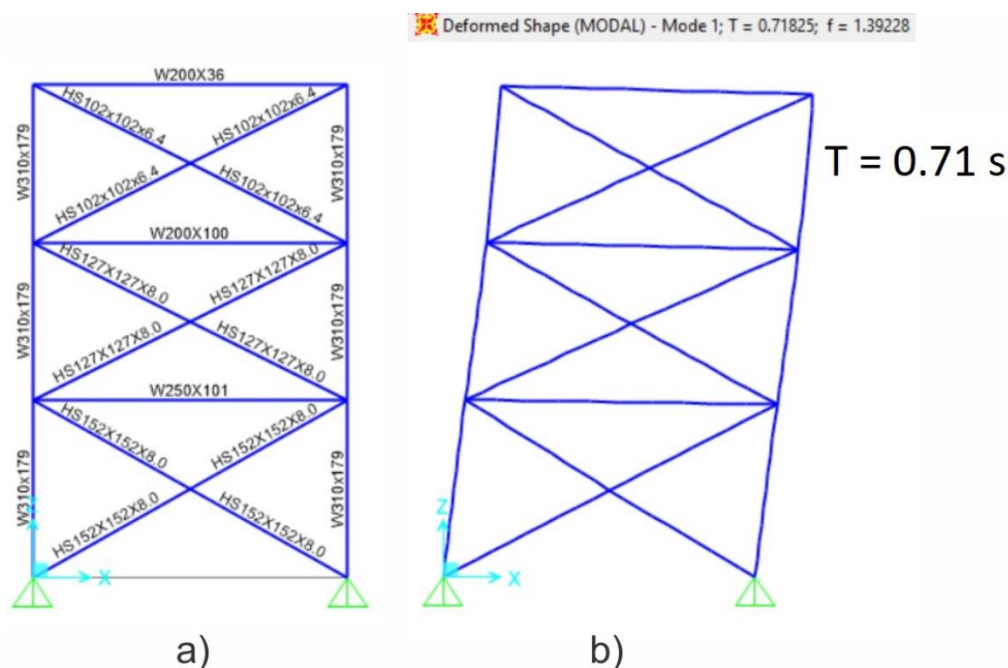 Deformed Shape (MODAL) - Mode 1; T = 0.71825; f = 1.39228
W200X36
HS102x102x6.4
HS102x102x6.4
W310x179
W310x179
HS102x102x6.4
HS102x102x6.4
W200X100
HS127X127X8.0
HS127X127X8.0
W310x179
W310x179
HS127X127X8.0
HS127X127X8.0
W250X101
HS152X152X8.0
HS152X152X8.0
W310x179
W310x179
HS152X152X8.0
HS152X152X8.0
Z
X
a)
T = 0.71 s
Z
X
b)